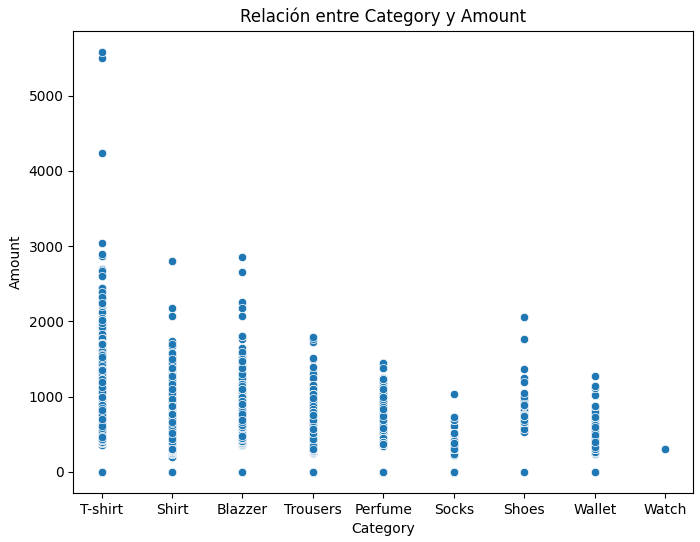 Relación entre Category y Amount
Amount
5000
4000
3000
2000
1000
0
T-shirt Shirt Blazzer Trousers Perfume Socks Shoes Wallet Watch
Category